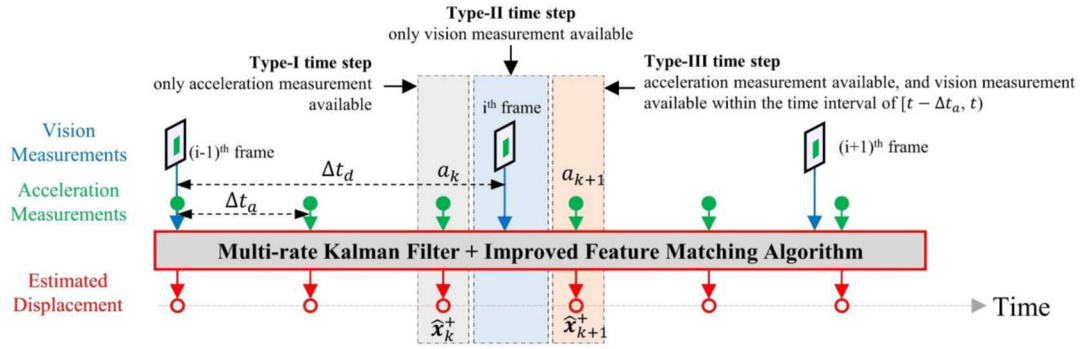 Type-II time step
only vision measurement available
Type-I time step
only acceleration measurement
available
Type-III time step
acceleration measurement available, and vision measurement
available within the time interval of [t − Δt_a, t)
i^th frame
Vision
Measurements
(i-1)^th frame
(i+1)^th frame
Δt_d
a_k
a_{k+1}
Acceleration
Measurements
Δt_a
Multi-rate Kalman Filter + Improved Feature Matching Algorithm
Estimated
Displacement
Time
x̂_k^+
x̂_{k+1}^+